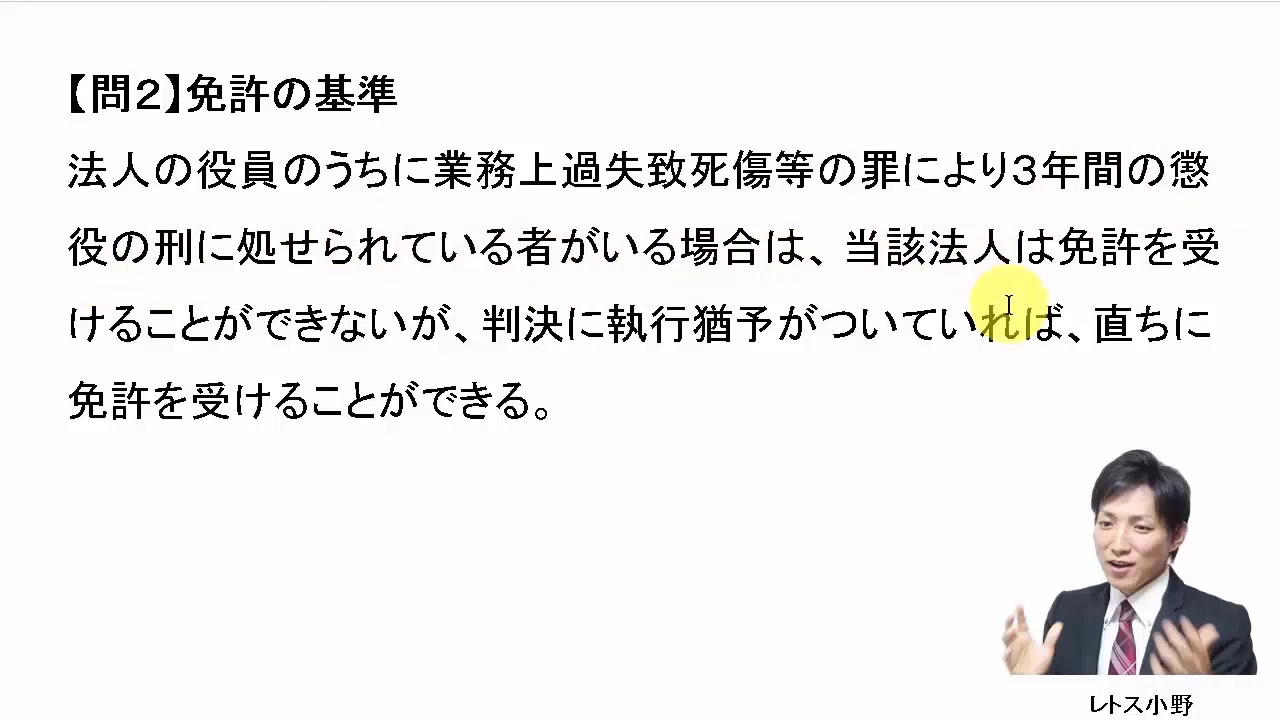 【問２】免許の基準
法人の役員のうちに業務上過失致死傷等の罪により３年間の懲
役の刑に処せられている者がいる場合は、当該法人は免許を受
けることができないが、判決に執行猶予がついていれば、直ちに
免許を受けることができる。
レトス小野